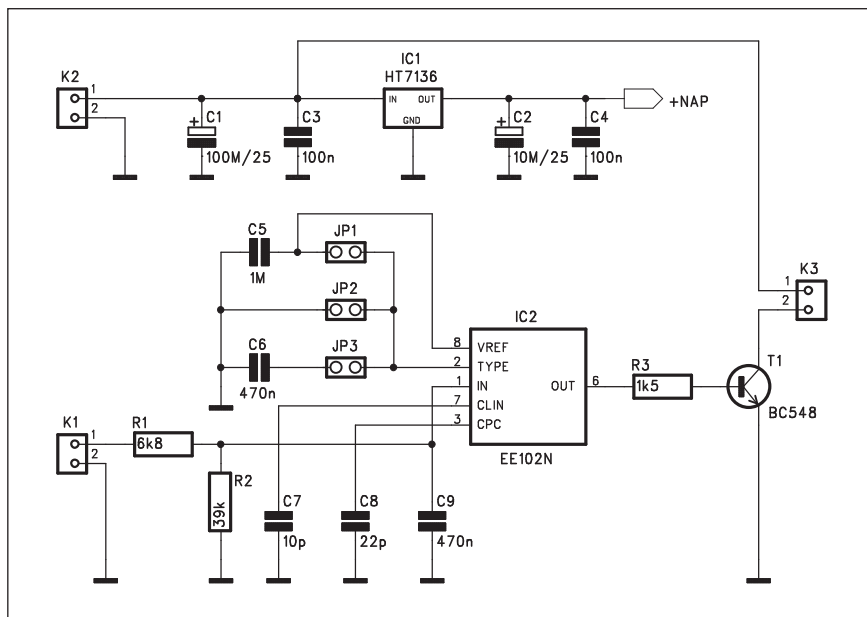 K2
1
2
C1
+
100M/25
C3
100n
IC1
HT7136
IN
OUT
GND
+
C2
10M/25
C4
100n
+NAP
C5
1M
JP1
JP2
C6
470n
JP3
IC2
8
VREF
2
TYPE
1
IN
7
CLIN
3
CPC
OUT
6
EE102N
R3
1k5
T1
BC548
K3
1
2
K1
1
2
R1
6k8
R2
39k
C7
10p
C8
22p
C9
470n